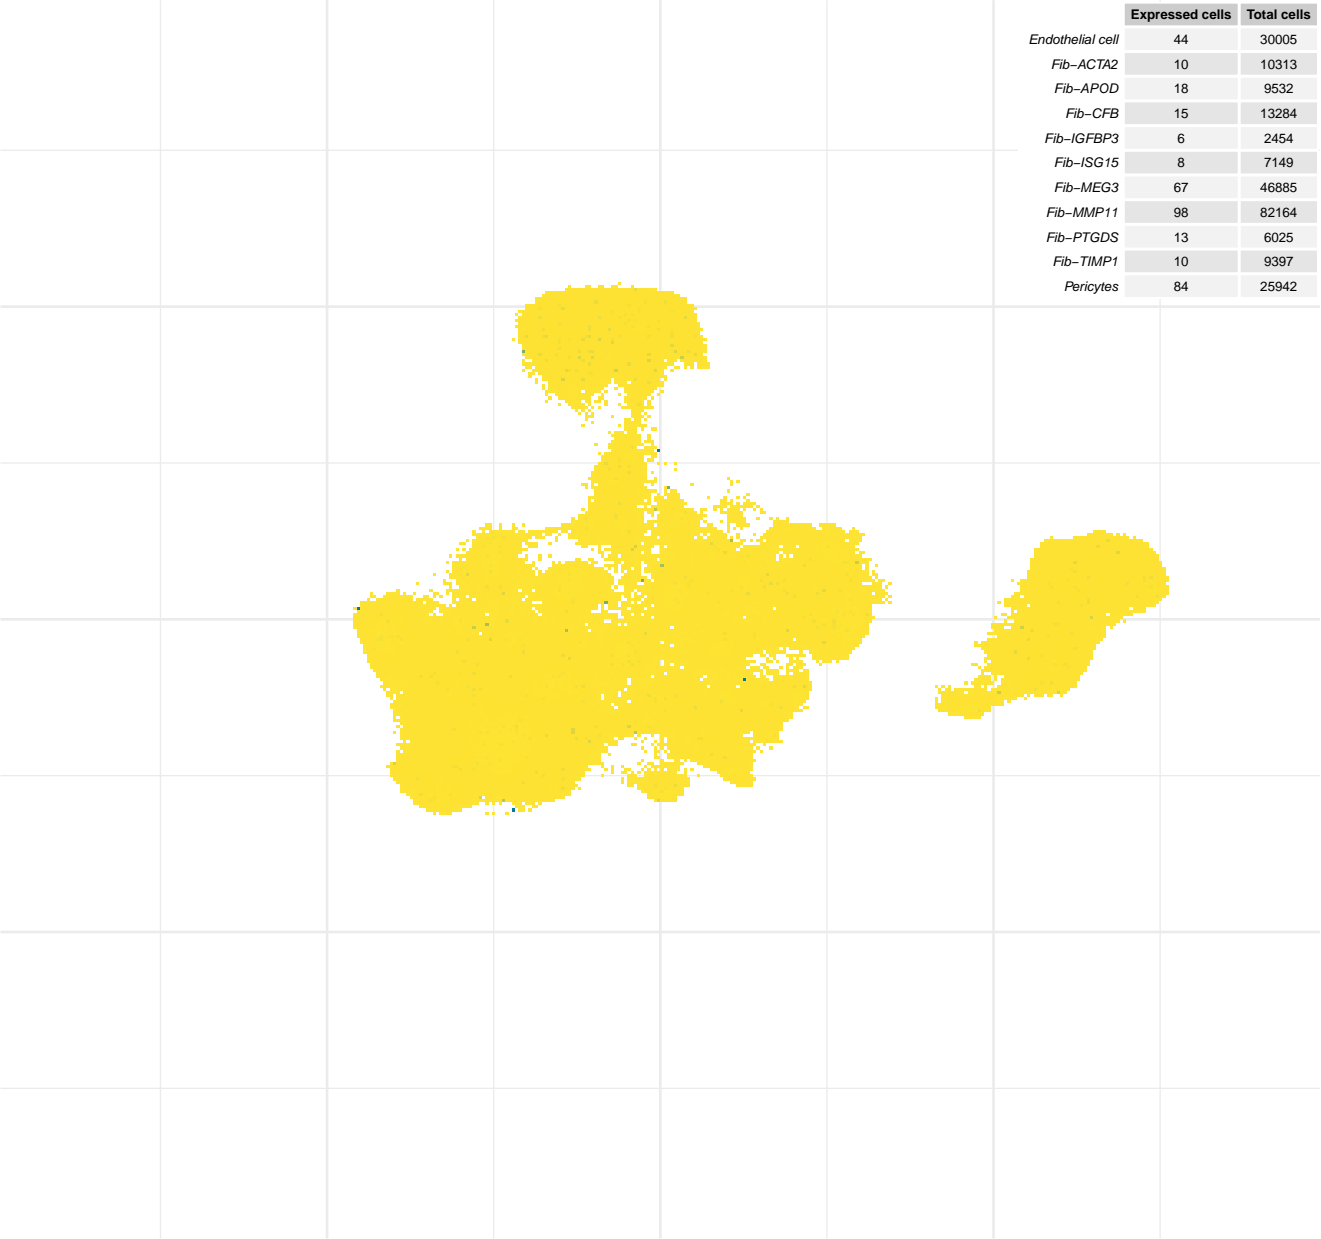 Expressed cells Total cells
Endothelial cell 44 30005
Fib−ACTA2 10 10313
Fib−APOD 18 9532
Fib−CFB 15 13284
Fib−IGFBP3 6 2454
Fib−ISG15 8 7149
Fib−MEG3 67 46885
Fib−MMP11 98 82164
Fib−PTGDS 13 6025
Fib−TIMP1 10 9397
Pericytes 84 25942